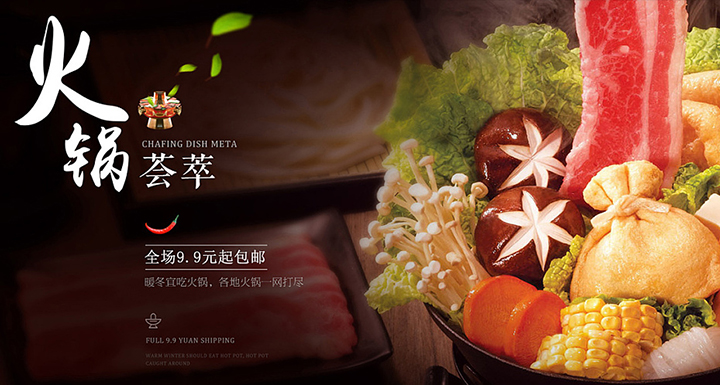 火锅
荟萃
CHAFING DISH META
全场9.9元起包邮
暖冬宜吃火锅，各地火锅一网打尽
FULL 9.9 YUAN SHIPPING
WARM WINTER SHOULD EAT HOT POT, HOT POT
CAUGHT AROUND